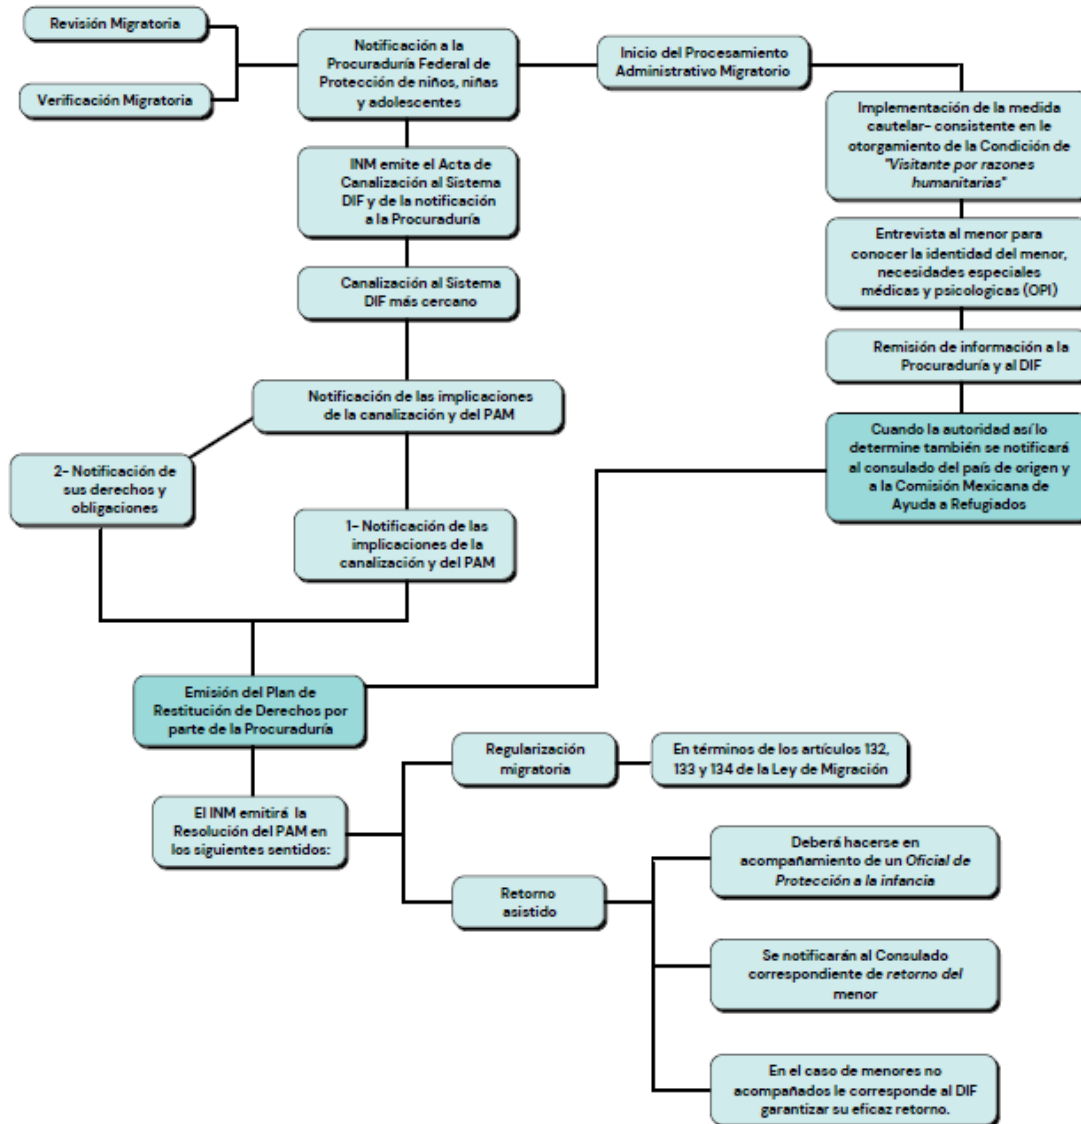 Revisión Migratoria
Verificación Migratoria
Notificación a la
Procuraduría Federal de
Protección de niños, niñas
y adolescentes
Inicio del Procesamiento
Administrativo Migratorio
INM emite el Acta de
Canalización al Sistema
DIF y de la notificación
a la Procuraduría
Canalización al Sistema
DIF más cercano
Notificación de las implicaciones
de la canalización y del PAM
2- Notificación de
sus derechos y
obligaciones
1- Notificación de las
implicaciones de la
canalización y del PAM
Implementación de la medida
cautelar- consistente en le
otorgamiento de la Condición de
"Visitante por razones
humanitarias"
Entrevista al menor para
conocer la identidad del menor,
necesidades especiales
médicas y psicologicas (OPI)
Remisión de información a la
Procuraduría y al DIF
Cuando la autoridad así lo
determine también se notificará
al consulado del país de origen y
a la Comisión Mexicana de
Ayuda a Refugiados
Emisión del Plan de
Restitución de Derechos por
parte de la Procuraduría
El INM emitirá la
Resolución del PAM en
los siguientes sentidos:
Regularización
migratoria
En términos de los artículos 132,
133 y 134 de la Ley de Migración
Retorno
asistido
Deberá hacerse en
acompañamiento de un Oficial de
Protección a la infancia
Se notificarán al Consulado
correspondiente de retorno del
menor
En el caso de menores no
acompañados le corresponde al DIF
garantizar su eficaz retorno.